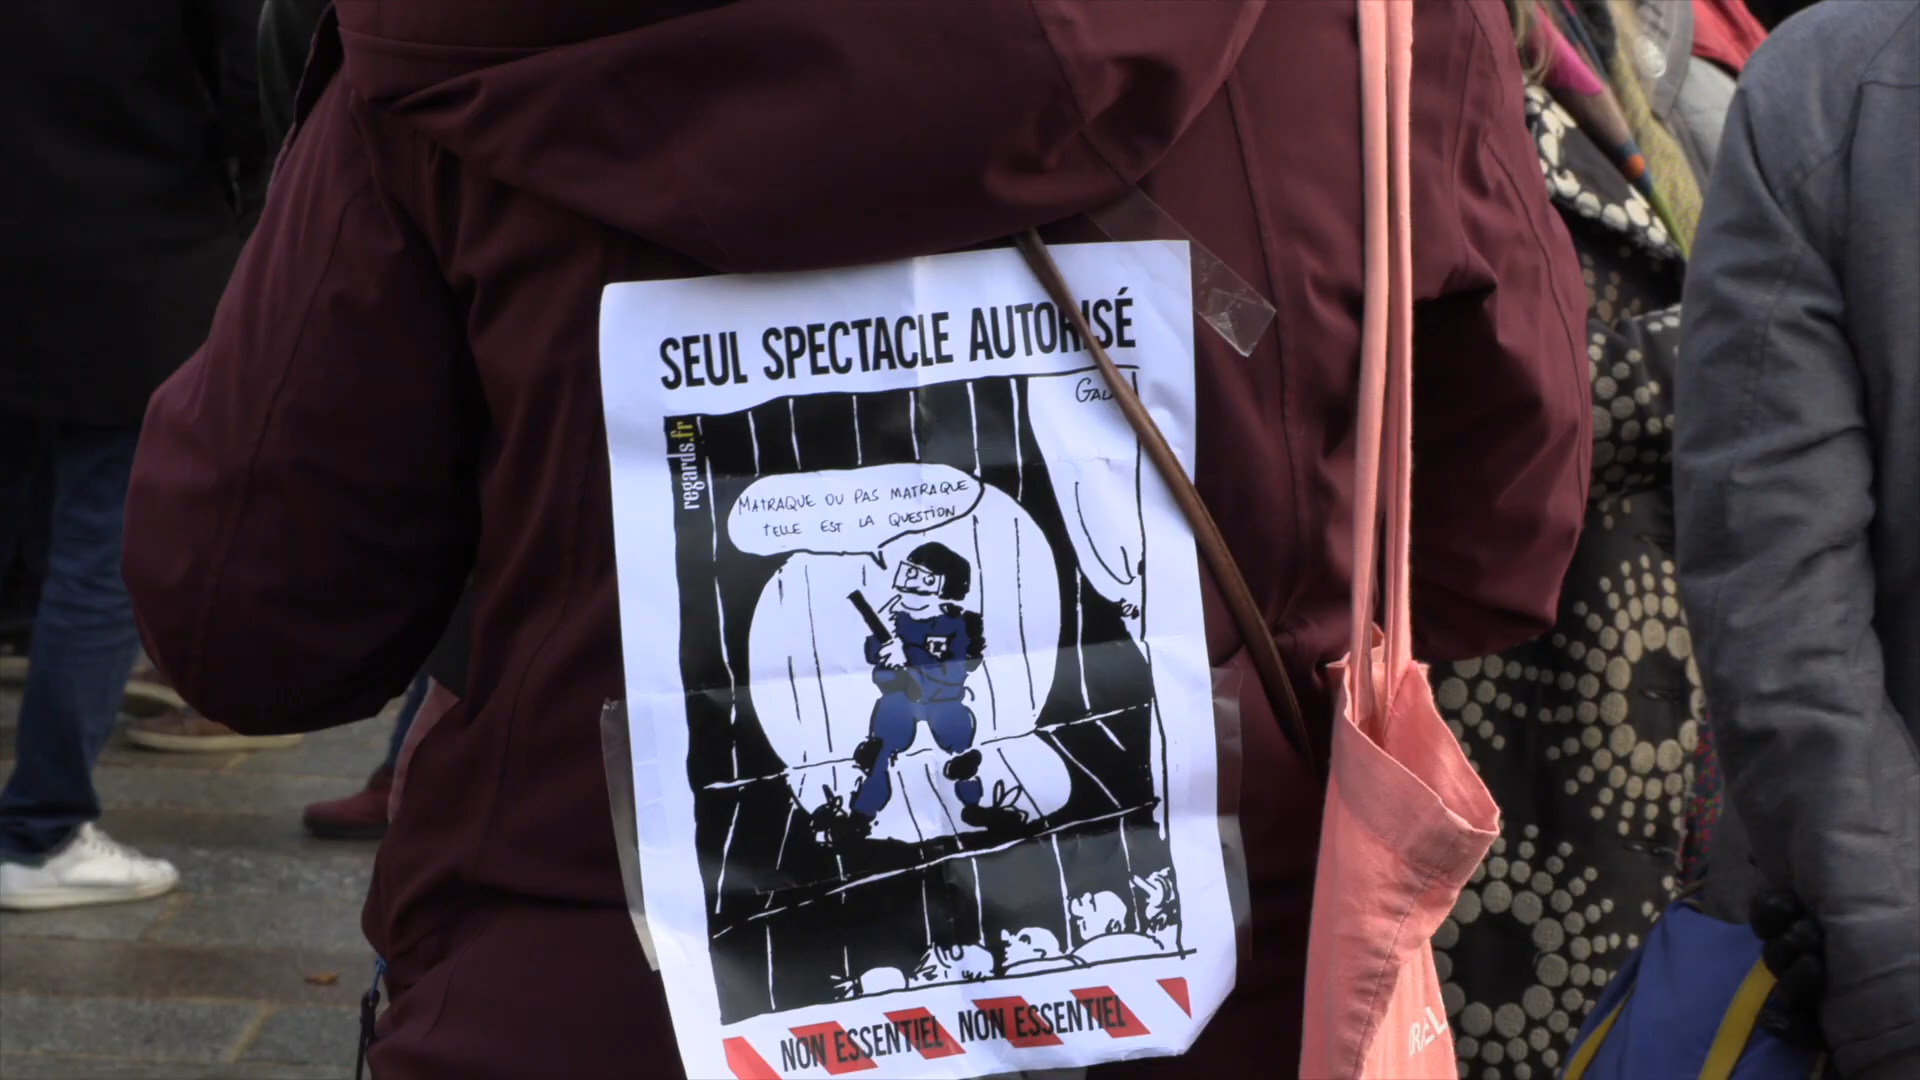 SEUL SPECTACLE AUTORISÉ
regards.fr
MATRAQUE OU PAS MATRAQUE
TELLE EST LA QUESTION
NON ESSENTIEL NON ESSENTIEL